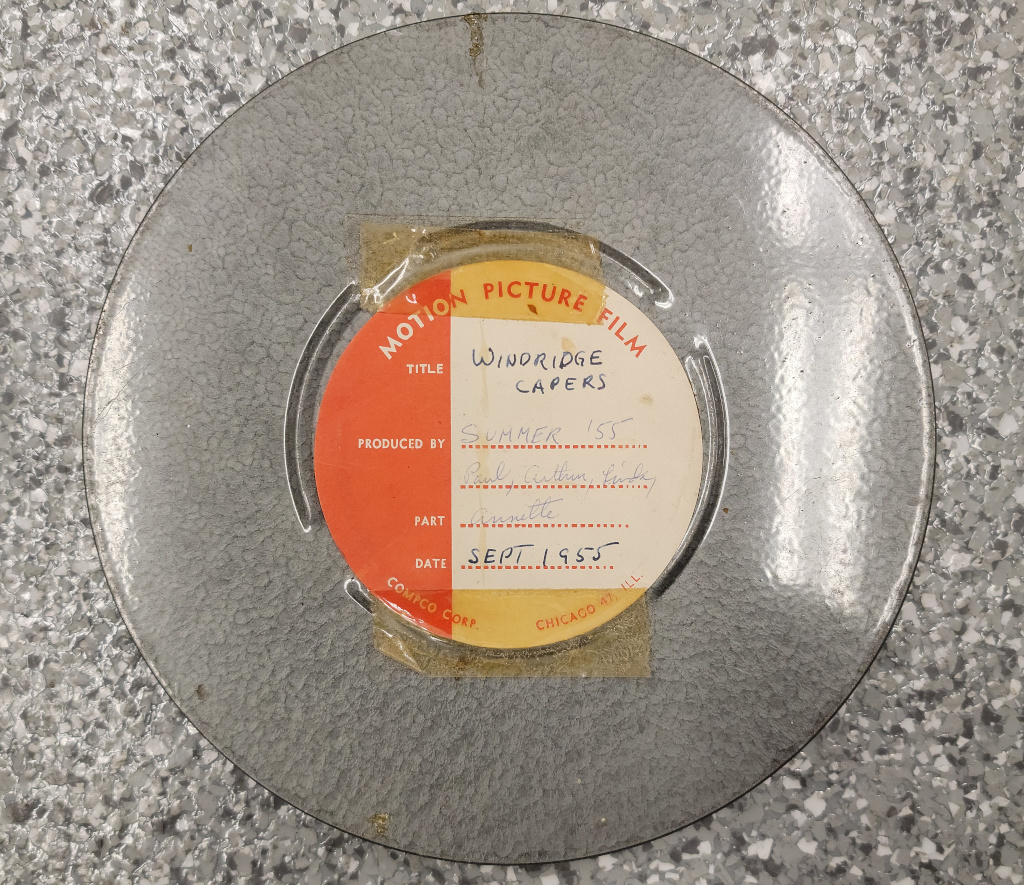 MOTION PICTURE FILM
TITLE WINDRIDGE
CAPERS
PRODUCED BY SUMMER '55
Paul, Arthur, Linda,
PART Annette
DATE SEPT 1955
COMPCO CORP. CHICAGO 47, ILL.